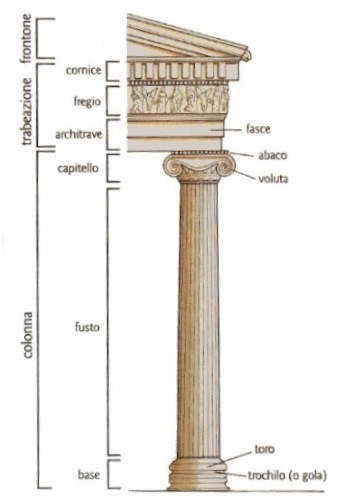 frontone
trabeazione
cornice
fregio
architrave
fasce
abaco
capitello
voluta
colonna
fusto
toro
base
trochilo (o gola)